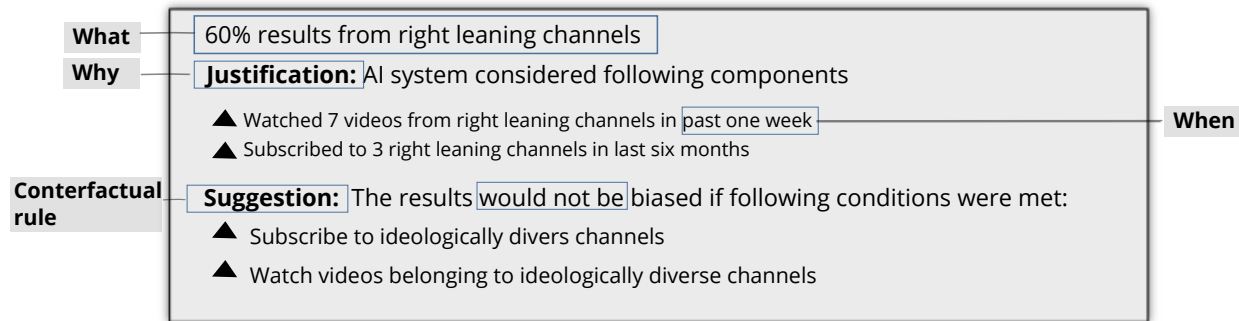 What
60% results from right leaning channels
Why
Justification: AI system considered following components
Watched 7 videos from right leaning channels in past one week
When
Subscribed to 3 right leaning channels in last six months
Conterfactual
rule
Suggestion: The results would not be biased if following conditions were met:
Subscribe to ideologically divers channels
Watch videos belonging to ideologically diverse channels